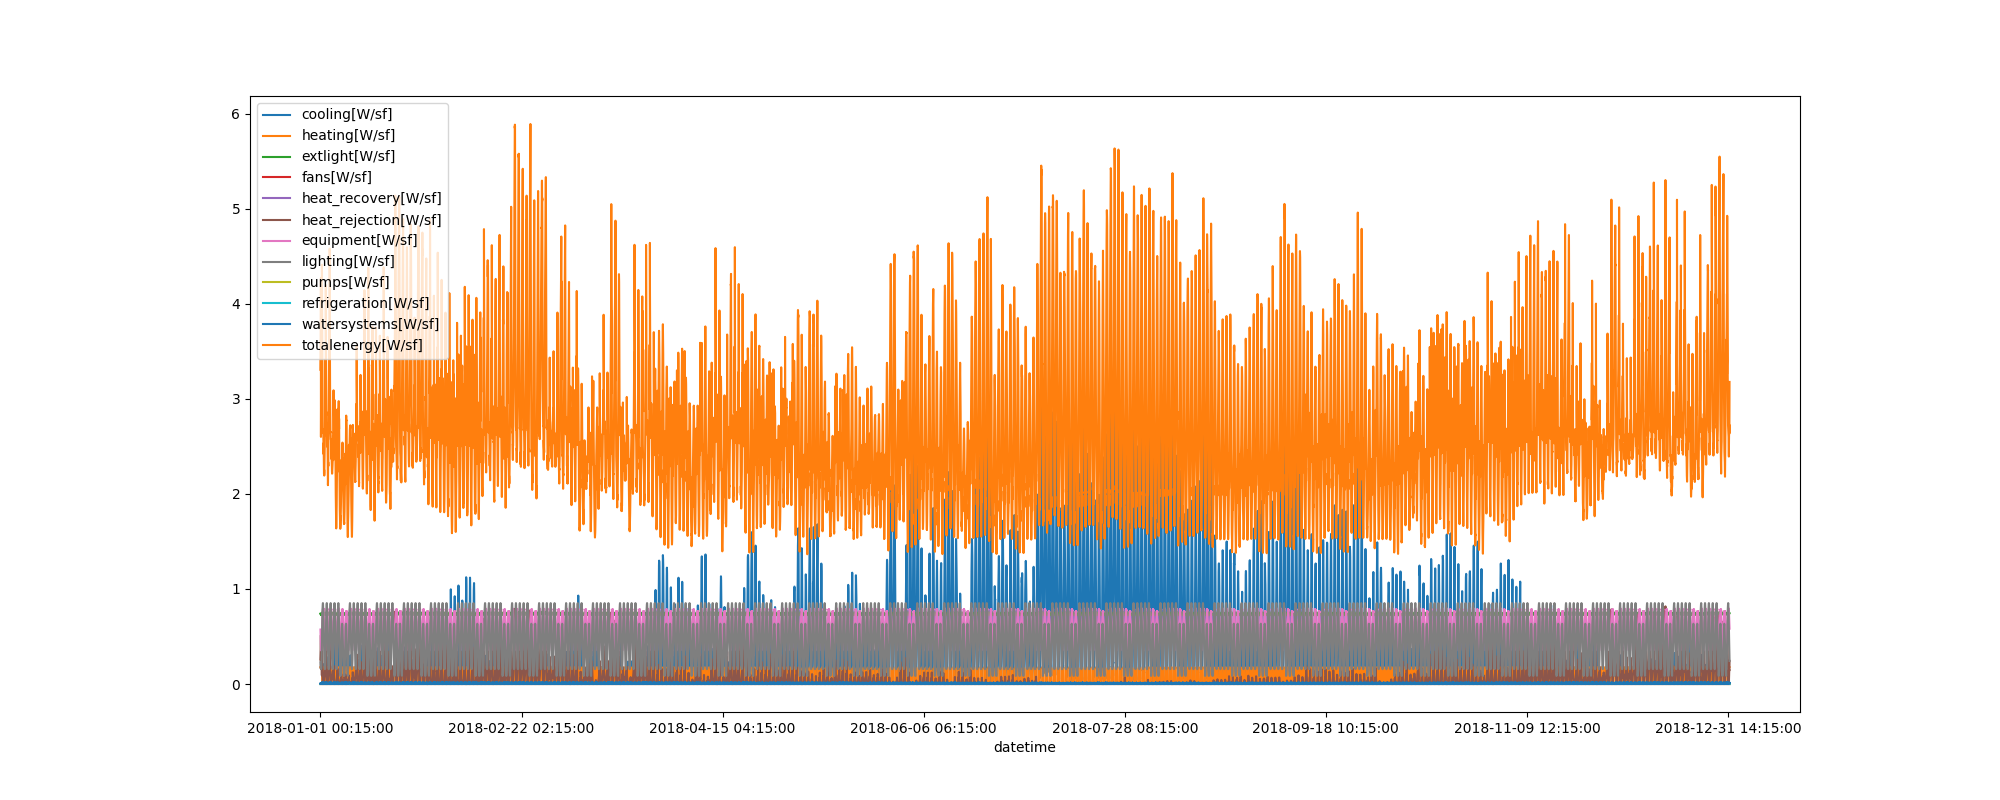 6
5
4
3
2
1
0
cooling[W/sf]
heating[W/sf]
extlight[W/sf]
fans[W/sf]
heat_recovery[W/sf]
heat_rejection[W/sf]
equipment[W/sf]
lighting[W/sf]
pumps[W/sf]
refrigeration[W/sf]
watersystems[W/sf]
totalenergy[W/sf]
2018-01-01 00:15:00 2018-02-22 02:15:00 2018-04-15 04:15:00 2018-06-06 06:15:00 2018-07-28 08:15:00 2018-09-18 10:15:00 2018-11-09 12:15:00 2018-12-31 14:15:00
datetime